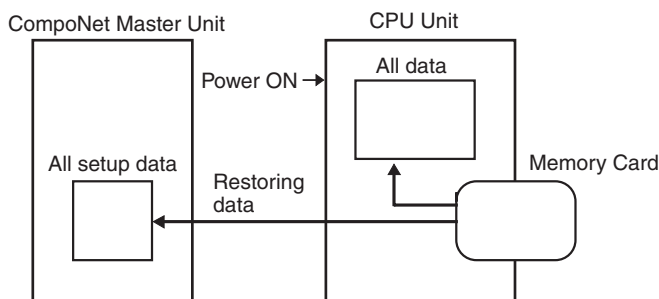 CompoNet Master Unit
CPU Unit
Power ON
All data
All setup data
Restoring
data
Memory Card